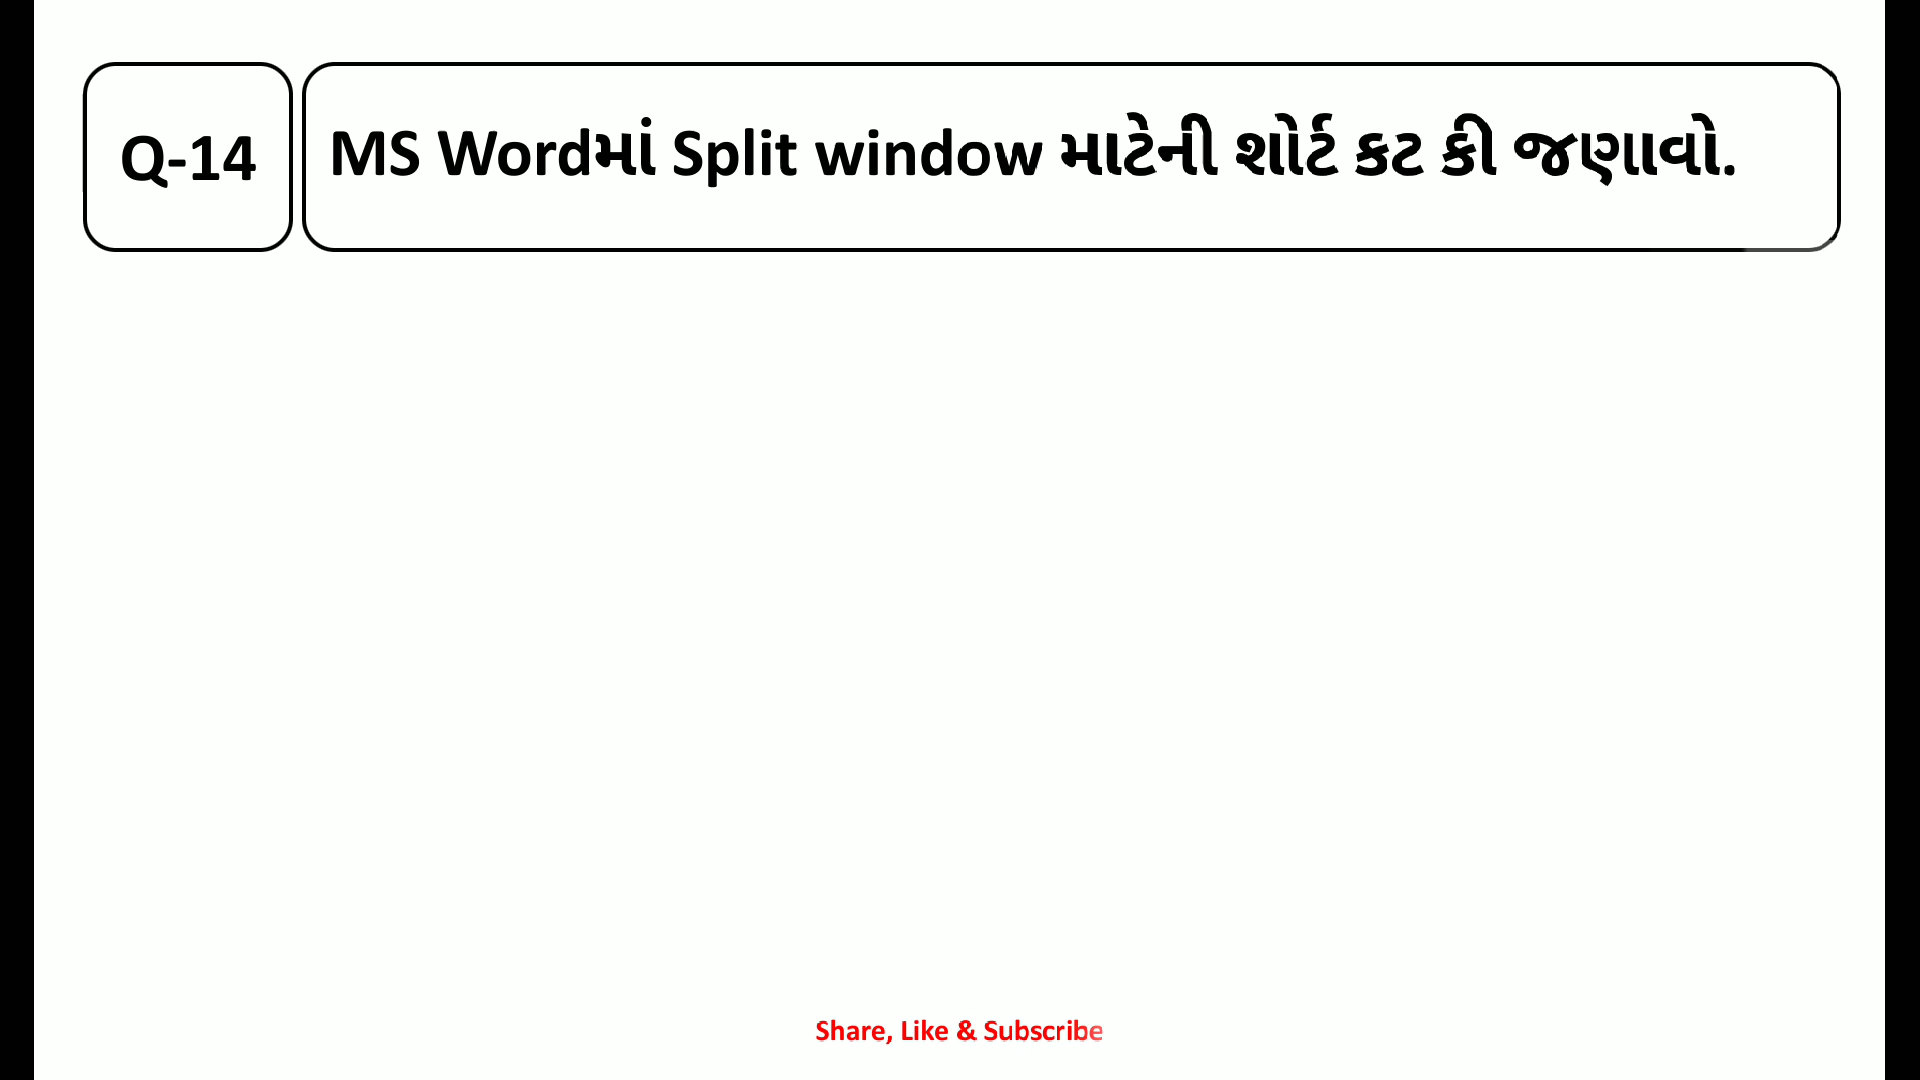 Q-14
MS Wordમાં Split window માટેની શોર્ટ કટ કી જણાવો.
Share, Like & Subscribe